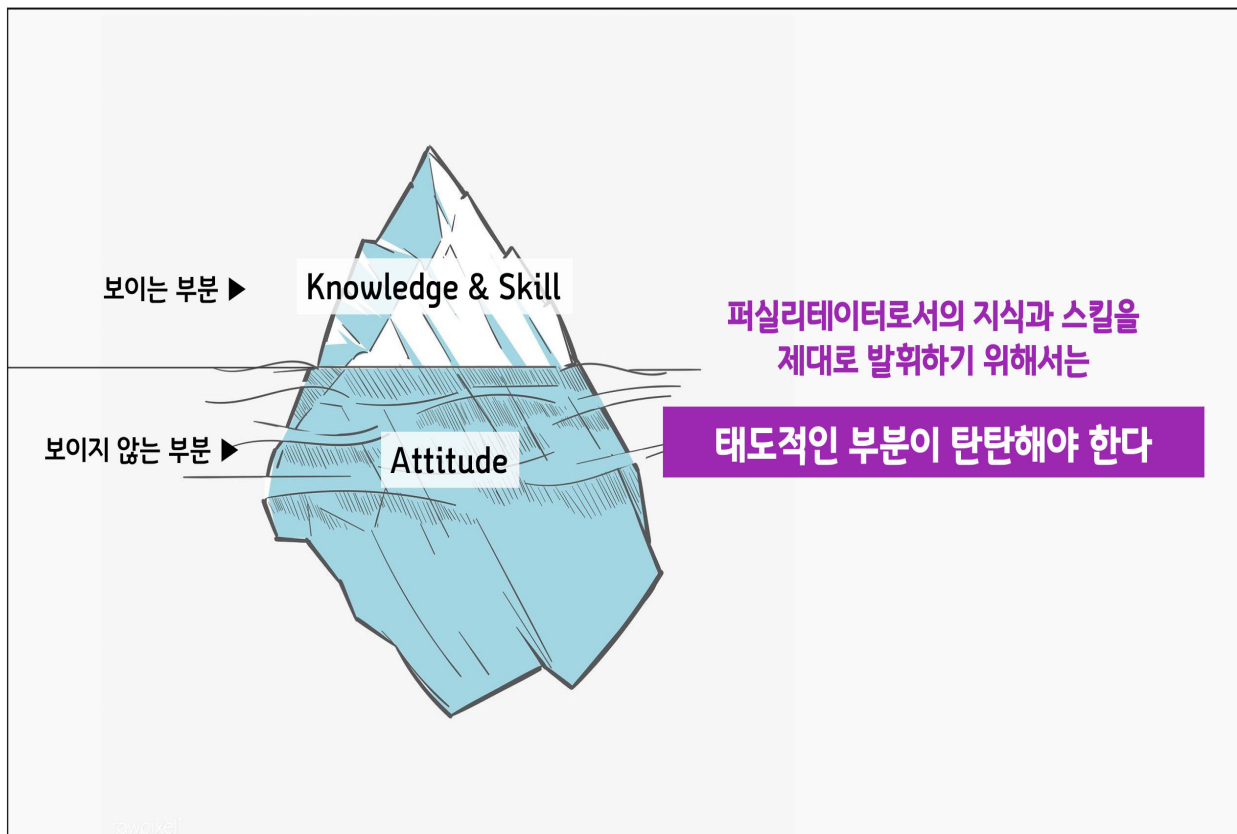 보이는 부분 ▶
Knowledge & Skill
퍼실리테이터로서의 지식과 스킬을
제대로 발휘하기 위해서는
보이지 않는 부분 ▶
Attitude
태도적인 부분이 탄탄해야 한다